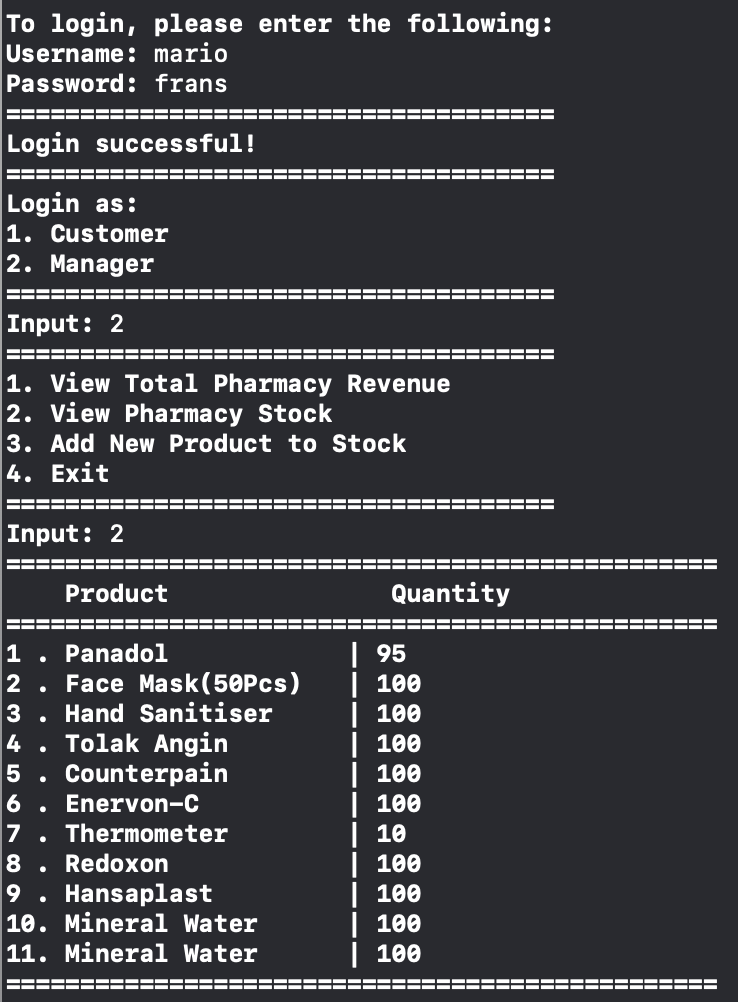 To login, please enter the following:
Username: mario
Password: frans
=====================================
Login successful!
=====================================
Login as:
1. Customer
2. Manager
=====================================
Input: 2
=====================================
1. View Total Pharmacy Revenue
2. View Pharmacy Stock
3. Add New Product to Stock
4. Exit
=====================================
Input: 2
================================================
    Product               Quantity
================================================
1 . Panadol            | 95
2 . Face Mask(50Pcs)   | 100
3 . Hand Sanitiser     | 100
4 . Tolak Angin        | 100
5 . Counterpain        | 100
6 . Enervon-C          | 100
7 . Thermometer        | 10
8 . Redoxon            | 100
9 . Hansaplast         | 100
10. Mineral Water      | 100
11. Mineral Water      | 100
================================================